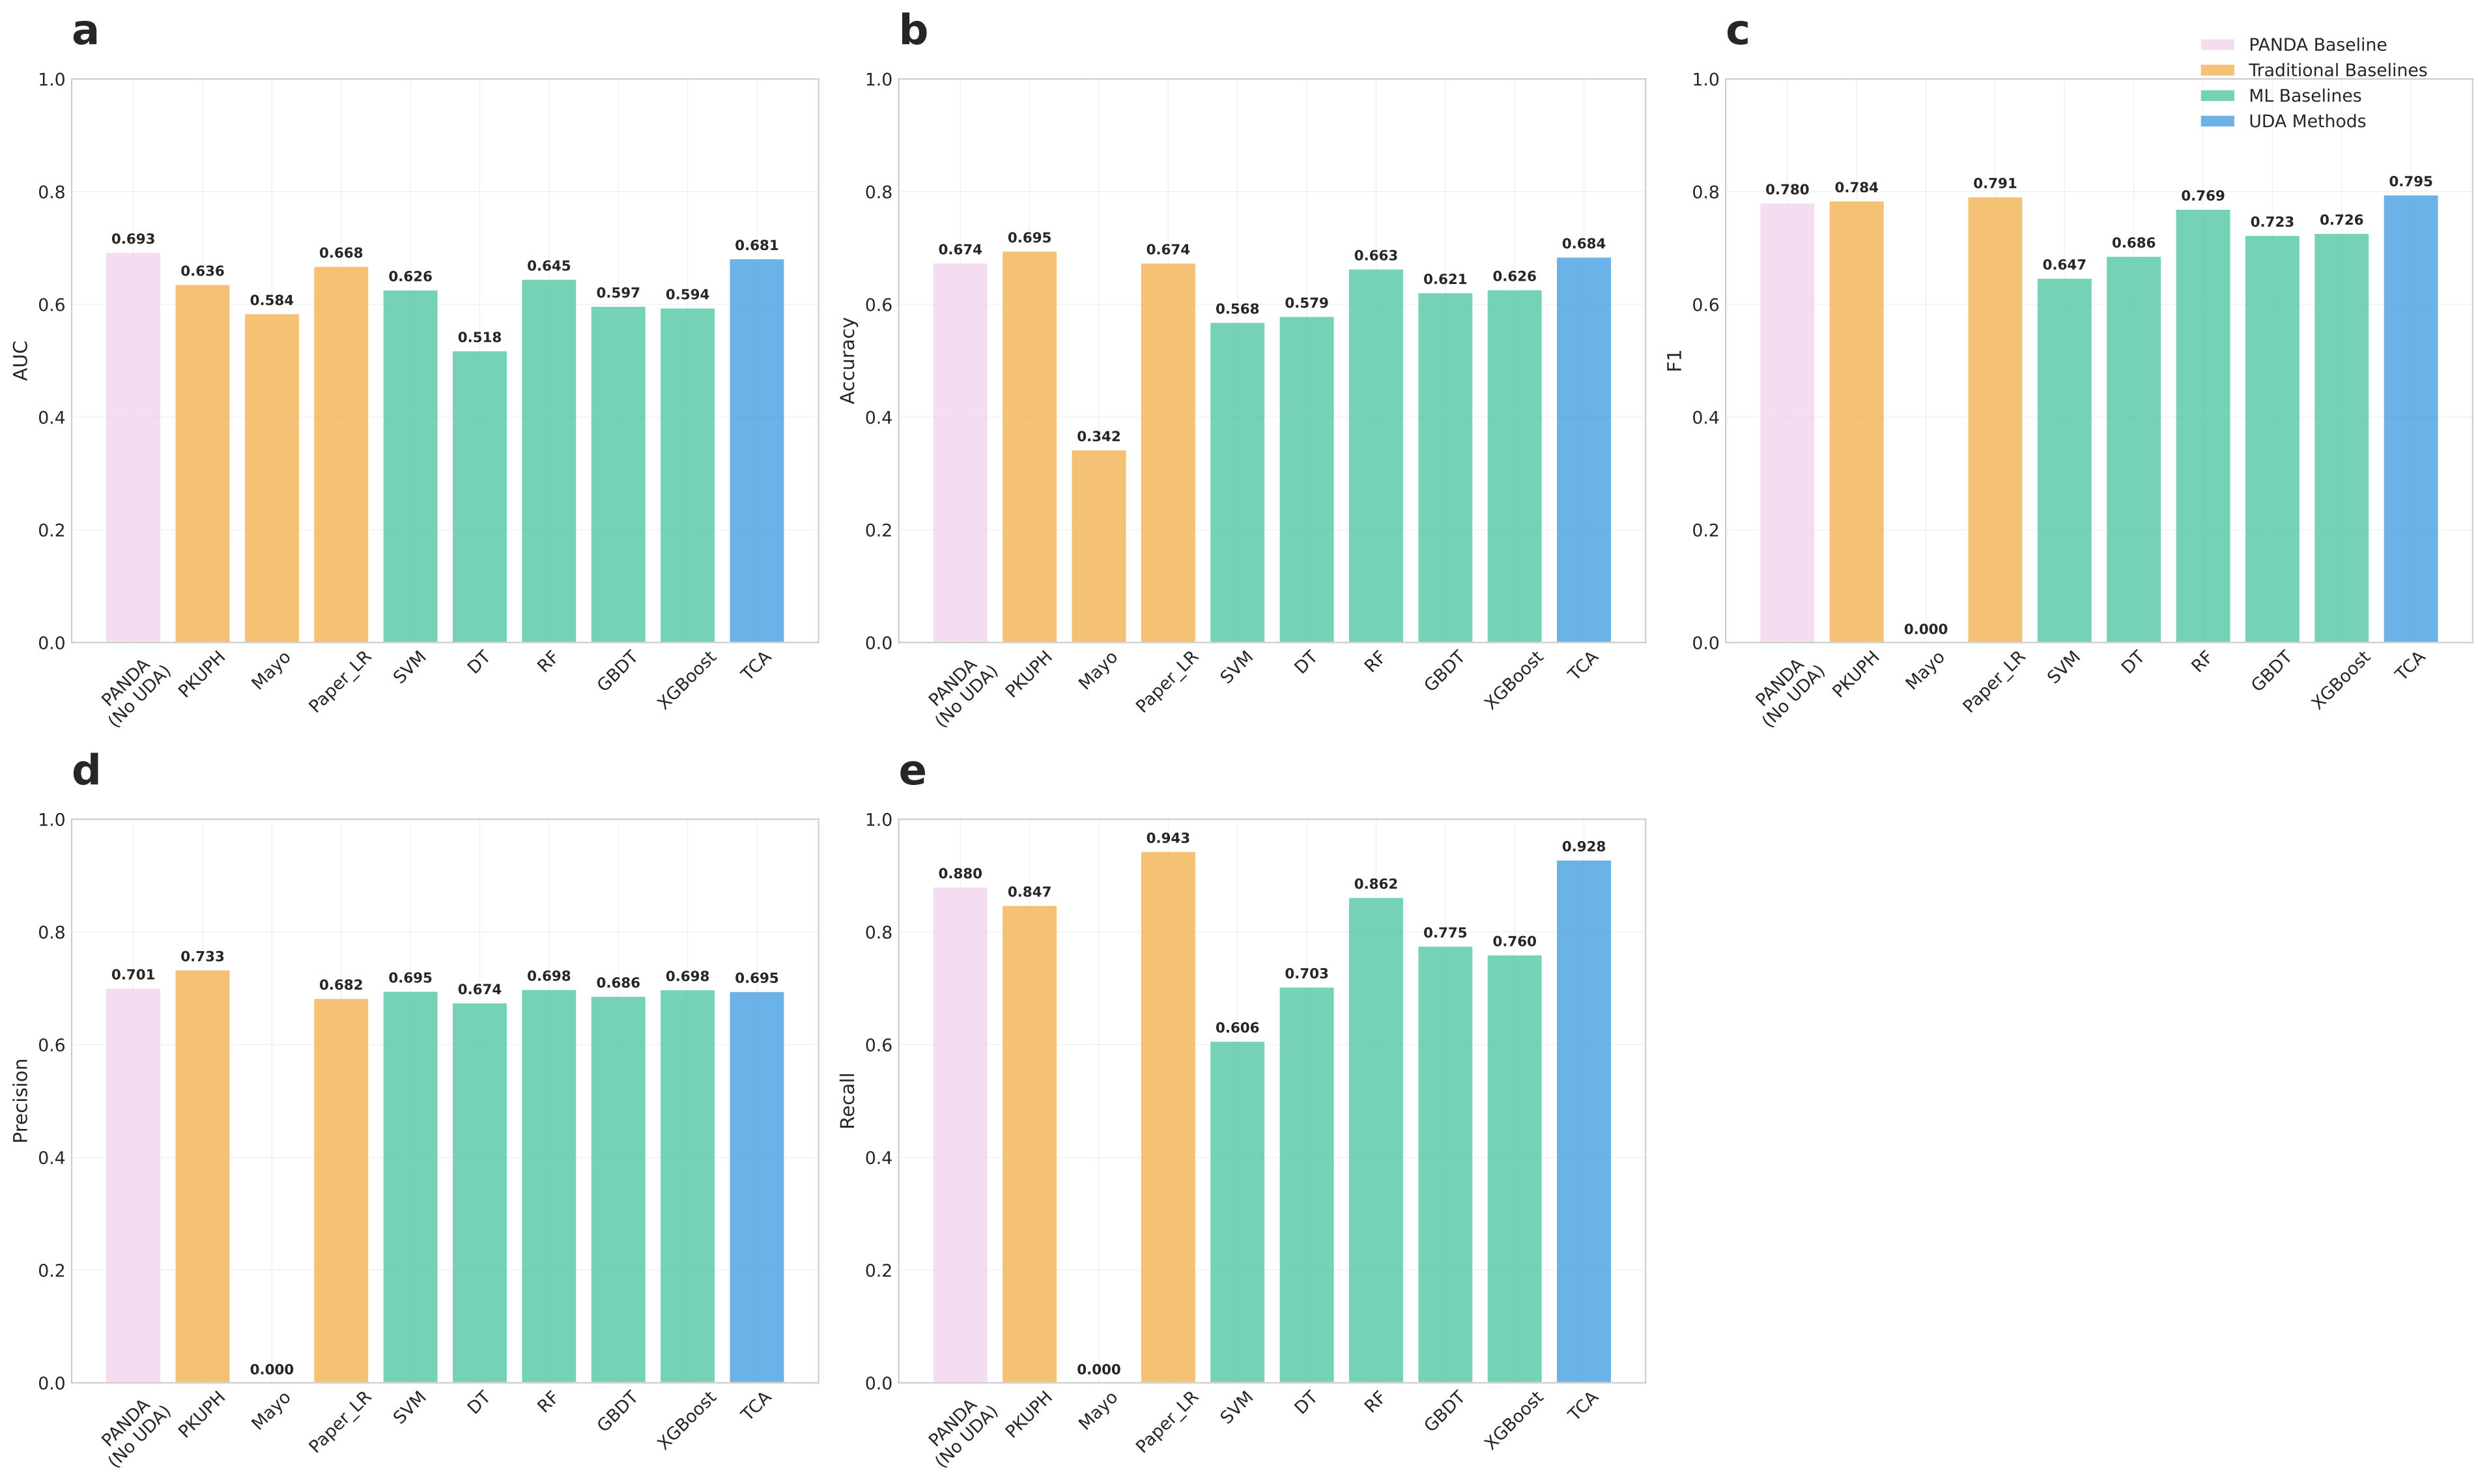 a
1.0
0.8
0.6
0.4
0.2
0.0
AUC
0.693
0.636
0.584
0.668
0.626
0.518
0.645
0.597
0.594
0.681
PANDA
(No UDA)
PKUPH
Mayo
Paper_LR
SVM
DT
RF
GBDT
XGBoost
TCA
b
1.0
0.8
0.6
0.4
0.2
0.0
Accuracy
0.674
0.695
0.342
0.674
0.568
0.579
0.663
0.621
0.626
0.684
PANDA
(No UDA)
PKUPH
Mayo
Paper_LR
SVM
DT
RF
GBDT
XGBoost
TCA
c
PANDA Baseline
Traditional Baselines
ML Baselines
UDA Methods
1.0
0.8
0.6
0.4
0.2
0.0
F1
0.780
0.784
0.000
0.791
0.647
0.686
0.769
0.723
0.726
0.795
PANDA
(No UDA)
PKUPH
Mayo
Paper_LR
SVM
DT
RF
GBDT
XGBoost
TCA
d
1.0
0.8
0.6
0.4
0.2
0.0
Precision
0.701
0.733
0.000
0.682
0.695
0.674
0.698
0.686
0.698
0.695
PANDA
(No UDA)
PKUPH
Mayo
Paper_LR
SVM
DT
RF
GBDT
XGBoost
TCA
e
1.0
0.8
0.6
0.4
0.2
0.0
Recall
0.880
0.847
0.000
0.943
0.606
0.703
0.862
0.775
0.760
0.928
PANDA
(No UDA)
PKUPH
Mayo
Paper_LR
SVM
DT
RF
GBDT
XGBoost
TCA